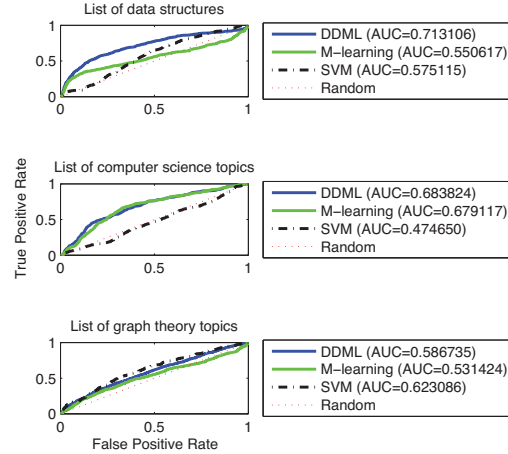 List of data structures
1
0.5
0
0
0.5
1
DDML (AUC=0.713106)
M-learning (AUC=0.550617)
SVM (AUC=0.575115)
Random
List of computer science topics
True Positive Rate
1
0.5
0
0
0.5
1
DDML (AUC=0.683824)
M-learning (AUC=0.679117)
SVM (AUC=0.474650)
Random
List of graph theory topics
1
0.5
0
0
0.5
1
False Positive Rate
DDML (AUC=0.586735)
M-learning (AUC=0.531424)
SVM (AUC=0.623086)
Random